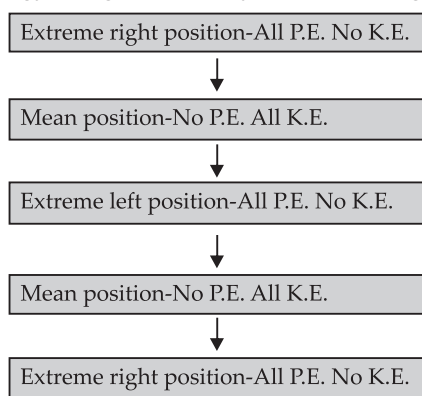 Extreme right position-All P.E. No K.E.
Mean position-No P.E. All K.E.
Extreme left position-All P.E. No K.E.
Mean position-No P.E. All K.E.
Extreme right position-All P.E. No K.E.